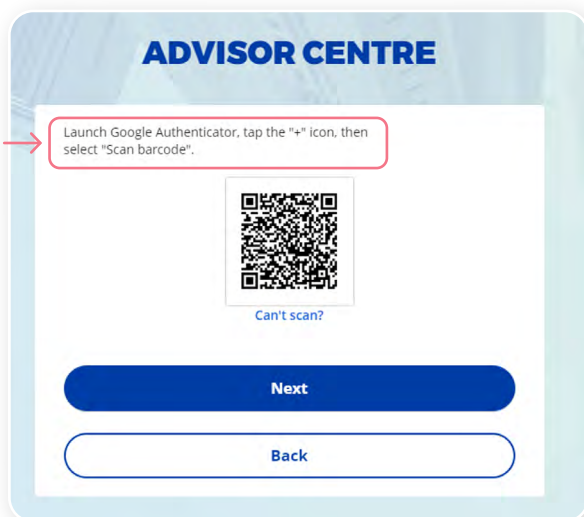 ADVISOR CENTRE
Launch Google Authenticator, tap the "+" icon, then
select "Scan barcode".
Can't scan?
Next
Back